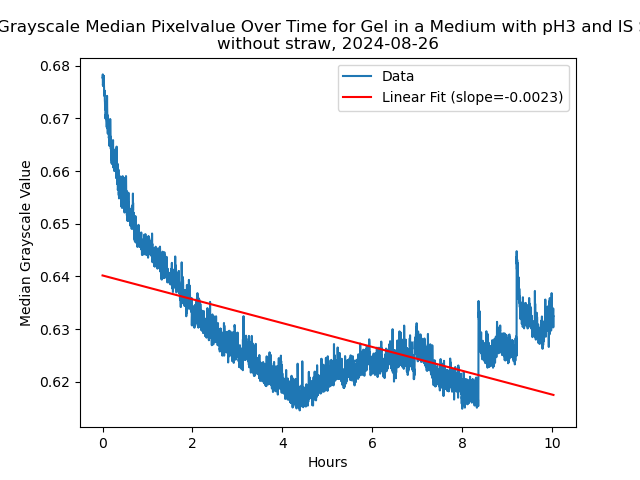 Grayscale Median Pixelvalue Over Time for Gel in a Medium with pH3 and IS
without straw, 2024-08-26
0.68
0.67
0.66
0.65
0.64
0.63
0.62
Median Grayscale Value
Data
Linear Fit (slope=-0.0023)
0 2 4 6 8 10
Hours